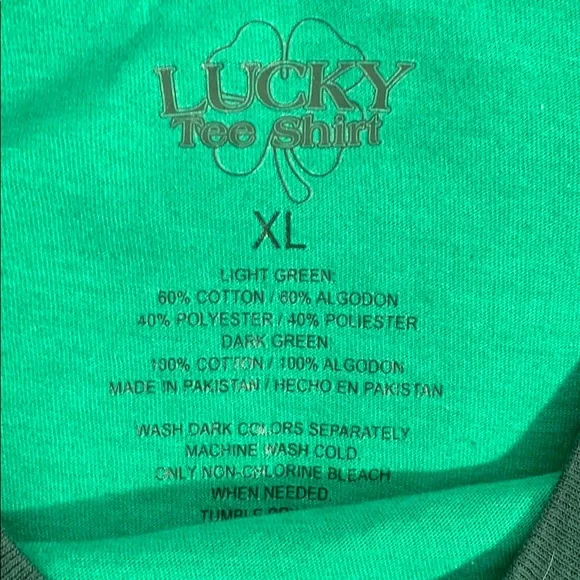 LUCKY
Tee Shirt
XL
LIGHT GREEN:
60% COTTON / 60% ALGODON
40% POLYESTER / 40% POLIESTER
DARK GREEN
100% COTTON / 100% ALGODON
MADE IN PAKISTAN / HECHO EN PAKISTAN
WASH DARK COLORS SEPARATELY
MACHINE WASH COLD.
ONLY NON-CHLORINE BLEACH
WHEN NEEDED.
TUMBLE